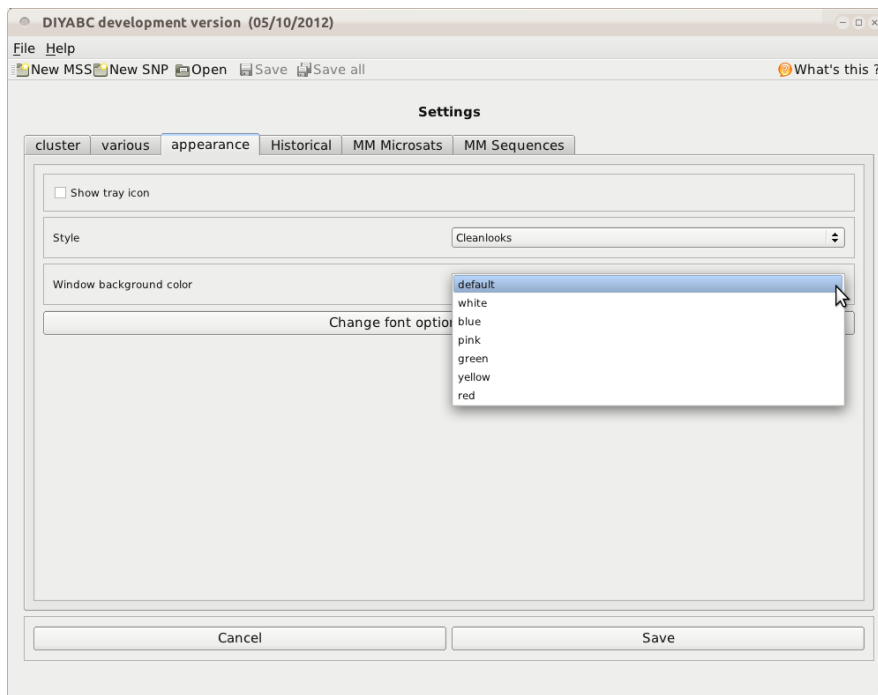 DIYABC development version (05/10/2012)
File Help
New MSS New SNP Open Save Save all What's this ?
Settings
cluster various appearance Historical MM Microsats MM Sequences
Show tray icon
Style Cleanlooks
Window background color default
white
Change font optio blue
pink
green
yellow
red
Cancel Save